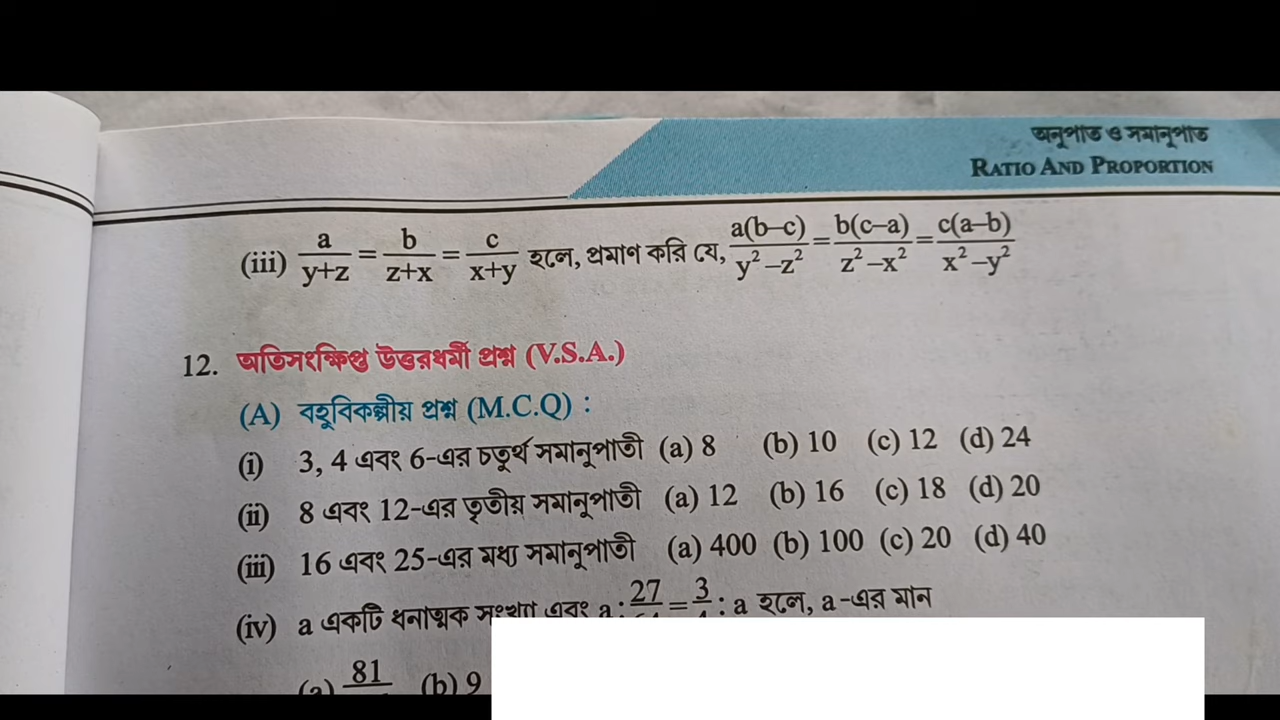 অনুপাত ও সমানুপাত
RATIO AND PROPORTION
(iii) a/y+z = b/z+x = c/x+y হলে, প্রমাণ করি যে, a(b–c)/y²–z² = b(c–a)/z²–x² = c(a–b)/x²–y²
12. অতিসংক্ষিপ্ত উত্তরধর্মী প্রশ্ন (V.S.A.)
(A) বহুবিকল্পীয় প্রশ্ন (M.C.Q) :
(i) 3, 4 এবং 6-এর চতুর্থ সমানুপাতী (a) 8 (b) 10 (c) 12 (d) 24
(ii) 8 এবং 12-এর তৃতীয় সমানুপাতী (a) 12 (b) 16 (c) 18 (d) 20
(iii) 16 এবং 25-এর মধ্য সমানুপাতী (a) 400 (b) 100 (c) 20 (d) 40
(iv) a একটি ধনাত্মক সংখ্যা এবং a : 27/ = 3/ : a হলে, a-এর মান
(a) 81 (b) 9